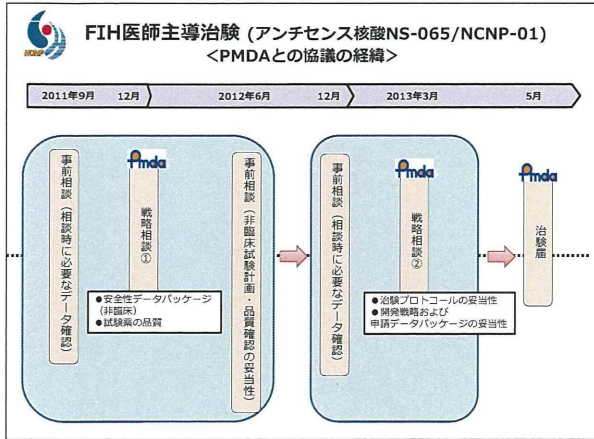 NCNP
FIH医師主導治験 (アンチセンス核酸NS-065/NCNP-01)
<PMDAとの協議の経緯>
2011年9月 12月 2012年6月 12月 2013年3月 5月
事前相談（相談時に必要なデータ確認）
Pmda
戦略相談①
●安全性データパッケージ
(非臨床)
●試験薬の品質
事前相談（非臨床試験計画・品質確認の妥当性）
事前相談（相談時に必要なデータ確認）
Pmda
戦略相談②
●治験プロトコールの妥当性
●開発戦略および
申請データパッケージの妥当性
Pmda
治験届